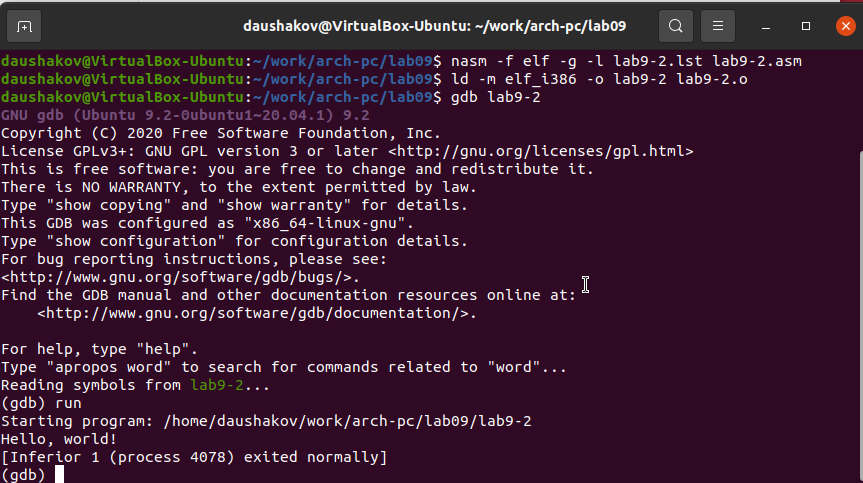 daushakov@VirtualBox-Ubuntu: ~/work/arch-pc/lab09
daushakov@VirtualBox-Ubuntu:~/work/arch-pc/lab09$ nasm -f elf -g -l lab9-2.lst lab9-2.asm
daushakov@VirtualBox-Ubuntu:~/work/arch-pc/lab09$ ld -m elf_i386 -o lab9-2 lab9-2.o
daushakov@VirtualBox-Ubuntu:~/work/arch-pc/lab09$ gdb lab9-2
GNU gdb (Ubuntu 9.2-0ubuntu1~20.04.1) 9.2
Copyright (C) 2020 Free Software Foundation, Inc.
License GPLv3+: GNU GPL version 3 or later <http://gnu.org/licenses/gpl.html>
This is free software: you are free to change and redistribute it.
There is NO WARRANTY, to the extent permitted by law.
Type "show copying" and "show warranty" for details.
This GDB was configured as "x86_64-linux-gnu".
Type "show configuration" for configuration details.
For bug reporting instructions, please see:
<http://www.gnu.org/software/gdb/bugs/>.
Find the GDB manual and other documentation resources online at:
    <http://www.gnu.org/software/gdb/documentation/>.

For help, type "help".
Type "apropos word" to search for commands related to "word"...
Reading symbols from lab9-2...
(gdb) run
Starting program: /home/daushakov/work/arch-pc/lab09/lab9-2
Hello, world!
[Inferior 1 (process 4078) exited normally]
(gdb)